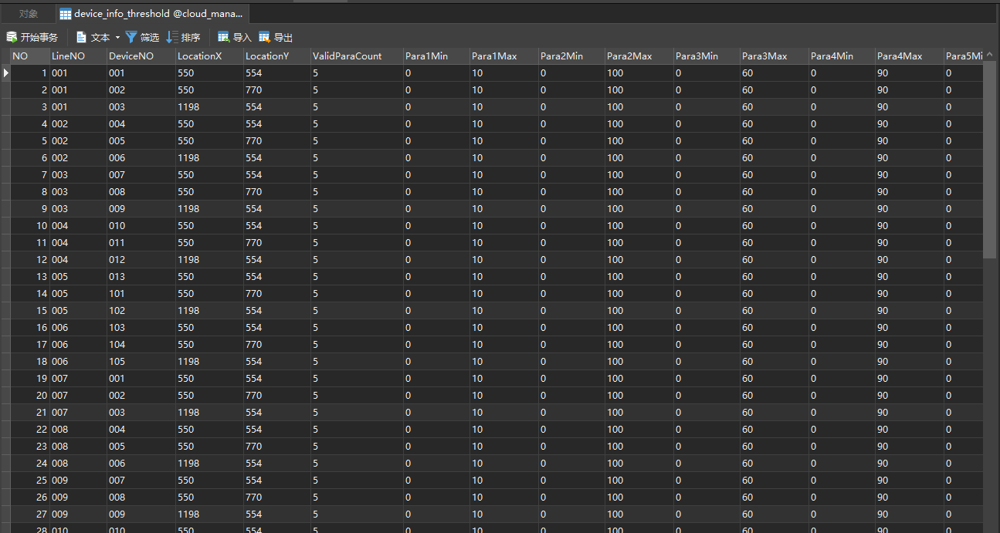 对象 device_info_threshold @cloud_mana...
开始事务 文本 筛选 排序 导入 导出
NO LineNO DeviceNO LocationX LocationY ValidParaCount Para1Min Para1Max Para2Min Para2Max Para3Min Para3Max Para4Min Para4Max Para5Mi
1 001 001 550 554 5 0 10 0 100 0 60 0 90 0
2 001 002 550 770 5 0 10 0 100 0 60 0 90 0
3 001 003 1198 554 5 0 10 0 100 0 60 0 90 0
4 002 004 550 554 5 0 10 0 100 0 60 0 90 0
5 002 005 550 770 5 0 10 0 100 0 60 0 90 0
6 002 006 1198 554 5 0 10 0 100 0 60 0 90 0
7 003 007 550 554 5 0 10 0 100 0 60 0 90 0
8 003 008 550 770 5 0 10 0 100 0 60 0 90 0
9 003 009 1198 554 5 0 10 0 100 0 60 0 90 0
10 004 010 550 554 5 0 10 0 100 0 60 0 90 0
11 004 011 550 770 5 0 10 0 100 0 60 0 90 0
12 004 012 1198 554 5 0 10 0 100 0 60 0 90 0
13 005 013 550 554 5 0 10 0 100 0 60 0 90 0
14 005 101 550 770 5 0 10 0 100 0 60 0 90 0
15 005 102 1198 554 5 0 10 0 100 0 60 0 90 0
16 006 103 550 554 5 0 10 0 100 0 60 0 90 0
17 006 104 550 770 5 0 10 0 100 0 60 0 90 0
18 006 105 1198 554 5 0 10 0 100 0 60 0 90 0
19 007 001 550 554 5 0 10 0 100 0 60 0 90 0
20 007 002 550 770 5 0 10 0 100 0 60 0 90 0
21 007 003 1198 554 5 0 10 0 100 0 60 0 90 0
22 008 004 550 554 5 0 10 0 100 0 60 0 90 0
23 008 005 550 770 5 0 10 0 100 0 60 0 90 0
24 008 006 1198 554 5 0 10 0 100 0 60 0 90 0
25 009 007 550 554 5 0 10 0 100 0 60 0 90 0
26 009 008 550 770 5 0 10 0 100 0 60 0 90 0
27 009 009 1198 554 5 0 10 0 100 0 60 0 90 0
28 010 010 550 554 5 0 10 0 100 0 60 0 90 0